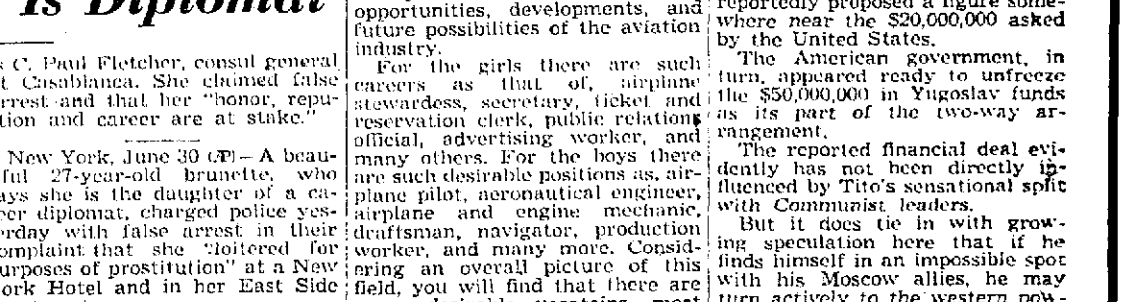 Is Diplomat
C. Paul Fletcher, consul general
t Casablanca. She claimed false
rrest and that her "honor, repu-
tion and career are at stake."
New York, June 30 (/P)—A beau-
ful 27-year-old brunette, who
ays she is the daughter of a ca-
er diplomat, charged police yes-
rday with false arrest in their
omplaint that she "loitered for
urposes of prostitution" at a New
ork Hotel and in her East Side
opportunities, developments, and
future possibilities of the aviation
industry.
For the girls there are such
careers as that of, airplane
stewardess, secretary, ticket and
reservation clerk, public relations
official, advertising worker, and
many others. For the boys there
are such desirable positions as, air-
plane pilot, aeronautical engineer,
airplane and engine mechanic,
draftsman, navigator, production
worker, and many more. Consid-
ering an overall picture of this
field, you will find that there are
most
reportedly proposed a figure some-
where near the $20,000,000 asked
by the United States.
The American government, in
turn, appeared ready to unfreeze
the $50,000,000 in Yugoslav funds
as its part of the two-way ar-
rangement.
The reported financial deal evi-
dently has not been directly in-
fluenced by Tito's sensational split
with Communist leaders.
But it does tie in with grow-
ing speculation here that if he
finds himself in an impossible spot
with his Moscow allies, he may
turn actively to the western pow-